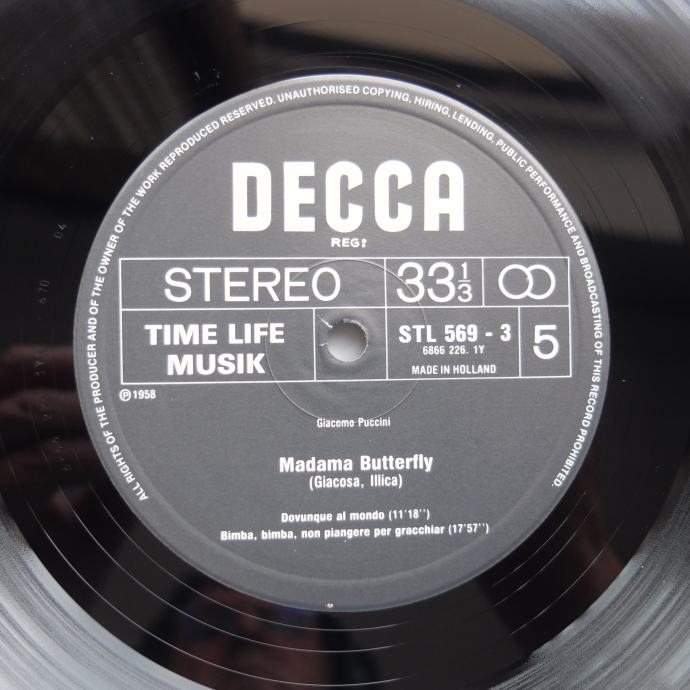 ALL RIGHTS OF THE PRODUCER AND OF THE OWNER OF THE WORK REPRODUCED RESERVED. UNAUTHORISED COPYING, HIRING, LENDING, PUBLIC PERFORMANCE AND BROADCASTING OF THIS RECORD PROHIBITED.
DECCA
REGᴰ
STEREO 33⅓ ꝏ
TIME LIFE
MUSIK
STL 569 - 3
6866 226. 1Y
MADE IN HOLLAND
5
℗ 1958
Giacomo Puccini
Madama Butterfly
(Giacosa, Illica)
Dovunque al mondo (11'18'')
Bimba, bimba, non piangere per gracchiar (17'57'')